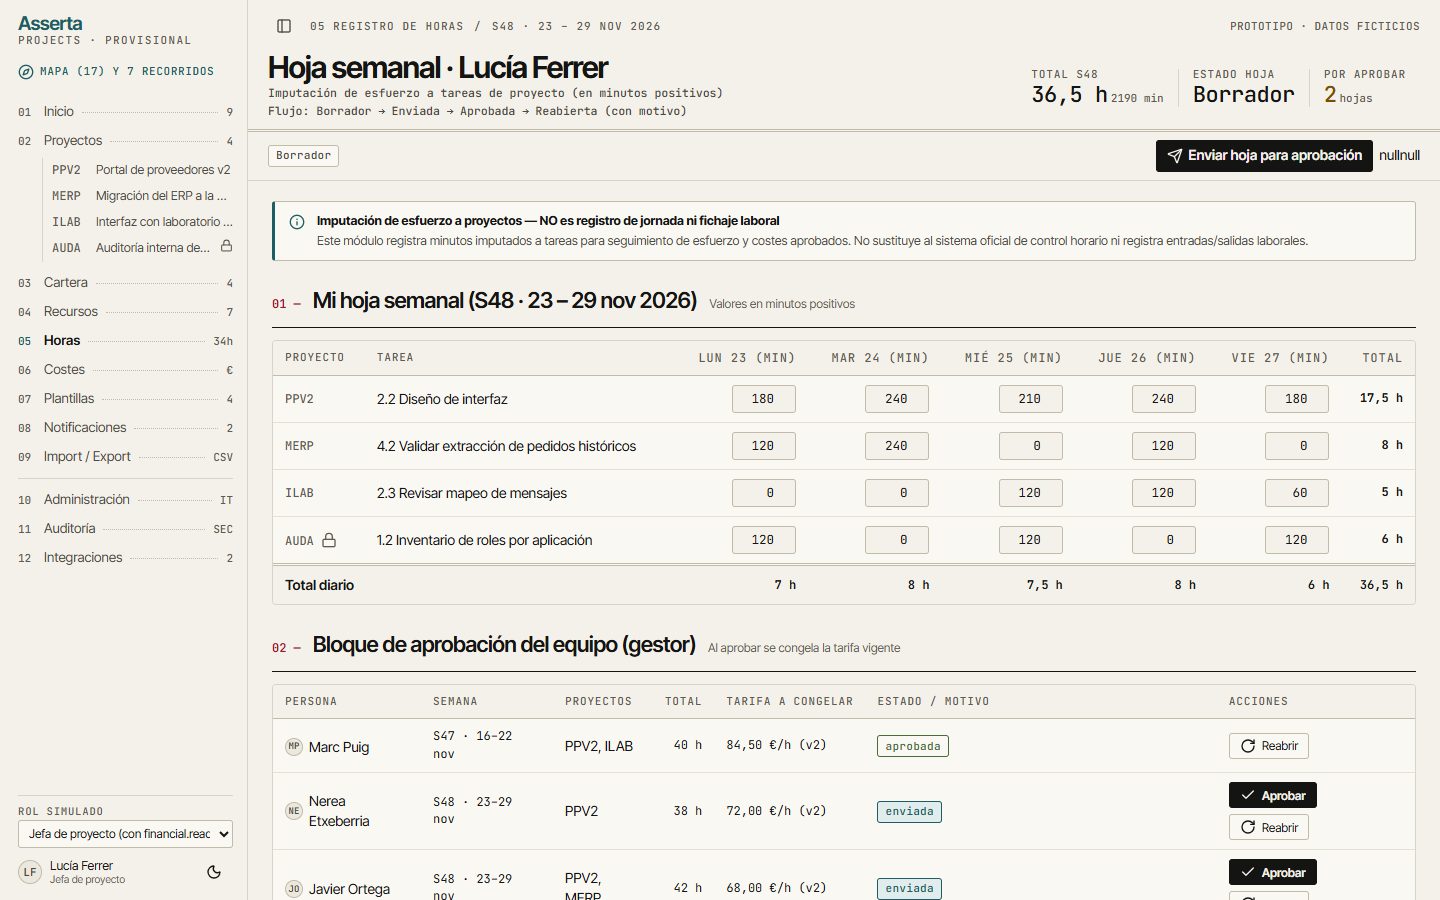 Asserta
PROJECTS · PROVISIONAL
MAPA (17) Y 7 RECORRIDOS
01 Inicio 9
02 Proyectos 4
PPV2 Portal de proveedores v2
MERP Migración del ERP a la ...
ILAB Interfaz con laboratorio ...
AUDA Auditoría interna de...
03 Cartera 4
04 Recursos 7
05 Horas 34h
06 Costes €
07 Plantillas 4
08 Notificaciones 2
09 Import / Export CSV
10 Administración IT
11 Auditoría SEC
12 Integraciones 2
ROL SIMULADO
Jefa de proyecto (con financial.reac
LF Lucía Ferrer
Jefa de proyecto
05 REGISTRO DE HORAS / S48 · 23 – 29 NOV 2026
PROTOTIPO · DATOS FICTICIOS
Hoja semanal · Lucía Ferrer
Imputación de esfuerzo a tareas de proyecto (en minutos positivos)
Flujo: Borrador → Enviada → Aprobada → Reabierta (con motivo)
TOTAL S48
36,5 h 2190 min
ESTADO HOJA
Borrador
POR APROBAR
2 hojas
Borrador
Enviar hoja para aprobación nullnull
Imputación de esfuerzo a proyectos — NO es registro de jornada ni fichaje laboral
Este módulo registra minutos imputados a tareas para seguimiento de esfuerzo y costes aprobados. No sustituye al sistema oficial de control horario ni registra entradas/salidas laborales.
01 — Mi hoja semanal (S48 · 23 – 29 nov 2026) Valores en minutos positivos
PROYECTO TAREA LUN 23 (MIN) MAR 24 (MIN) MIÉ 25 (MIN) JUE 26 (MIN) VIE 27 (MIN) TOTAL
PPV2 2.2 Diseño de interfaz 180 240 210 240 180 17,5 h
MERP 4.2 Validar extracción de pedidos históricos 120 240 0 120 0 8 h
ILAB 2.3 Revisar mapeo de mensajes 0 0 120 120 60 5 h
AUDA 1.2 Inventario de roles por aplicación 120 0 120 0 120 6 h
Total diario 7 h 8 h 7,5 h 8 h 6 h 36,5 h
02 — Bloque de aprobación del equipo (gestor) Al aprobar se congela la tarifa vigente
PERSONA SEMANA PROYECTOS TOTAL TARIFA A CONGELAR ESTADO / MOTIVO ACCIONES
MP Marc Puig S47 · 16–22 nov PPV2, ILAB 40 h 84,50 €/h (v2) aprobada Reabrir
NE Nerea Etxeberria S48 · 23–29 nov PPV2 38 h 72,00 €/h (v2) enviada Aprobar
Reabrir
JO Javier Ortega S48 · 23–29 nov PPV2, MERP 42 h 68,00 €/h (v2) enviada Aprobar